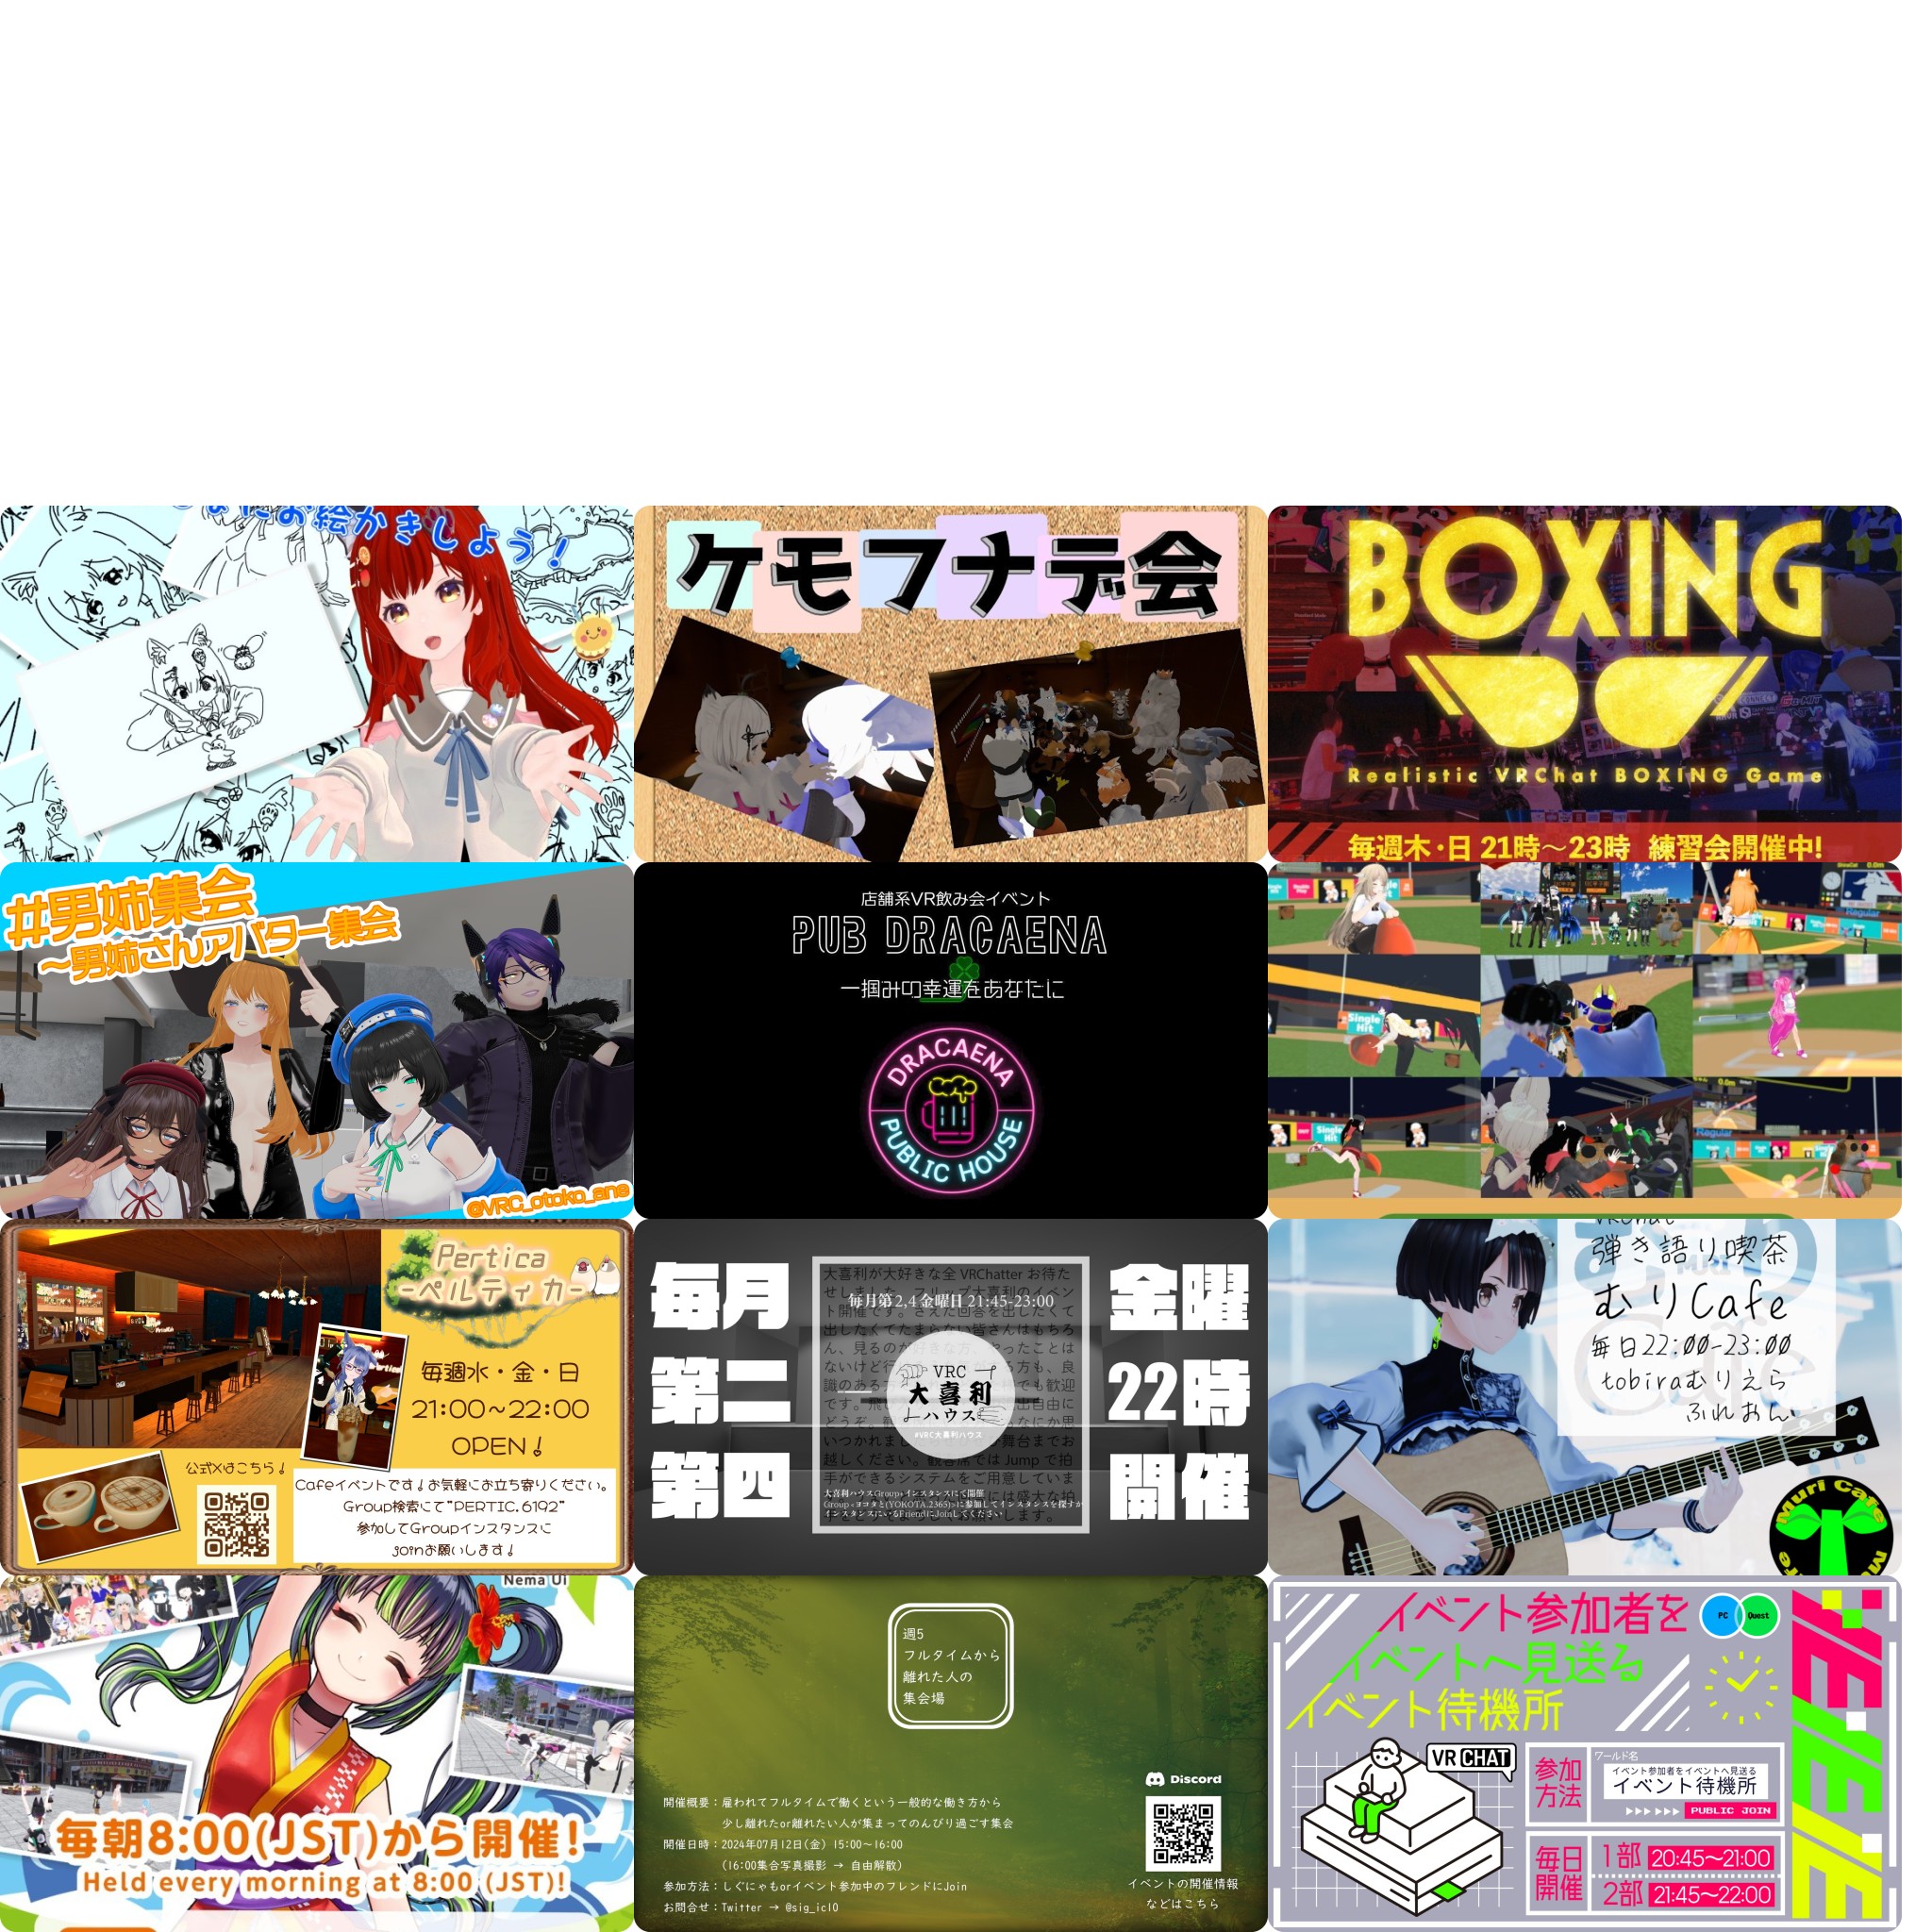 お絵かきしよう!
ケモフナデ会
BOXING
Realistic VRChat BOXING Game
毎週木・日 21時～23時 練習会開催中!
#男姉集会
～男姉さんアバター集会
@VRC_otoko_ane
店舗系VR飲み会イベント
PUB DRACAENA
一掴みの幸運をあなたに
DRACAENA
PUBLIC HOUSE
Single Hit
Regular
Single Hit
Regular
Pertica
-ペルティカ-
毎週水・金・日
21:00~22:00
OPEN!
公式Xはこちら!
Cafeイベントです!お気軽にお立ち寄りください。
Group検索にて"PERTIC.6192"
参加してGroupインスタンスに
joinお願いします!
毎月
第二
第四
毎月第2,4金曜日 21:45-23:00
VRC
大喜利
ハウス
#VRC大喜利ハウス
大喜利ハウスGroup+インスタンスにて開催
Group<ヨコタと(YOKOTA.2365)>に参加してインスタンスを探すか
インスタンスにいるFriendにJoinしてください
金曜
22時
開催
弾き語り喫茶
むりCafe
毎日22:00-23:00
tobiraむりえら
ふれおん
Muri Cafe
Nema Ui
毎朝8:00(JST)から開催!
Held every morning at 8:00 (JST)!
週5
フルタイムから
離れた人の
集会場
開催概要：雇われてフルタイムで働くという一般的な働き方から
少し離れたor離れたい人が集まってのんびり過ごす集会
開催日時：2024年07月12日(金) 15:00～16:00
(16:00集合写真撮影 → 自由解散)
参加方法：しぐにゃもorイベント参加中のフレンドにJoin
お問合せ：Twitter → @sig_icl0
Discord
イベントの開催情報
などはこちら
イベント参加者を
イベントへ見送る
イベント待機所
PC
Quest
VRCHAT
参加
方法
ワールド名
イベント参加者をイベントへ見送る
イベント待機所
PUBLIC JOIN
毎日
開催
1部 20:45～21:00
2部 21:45～22:00